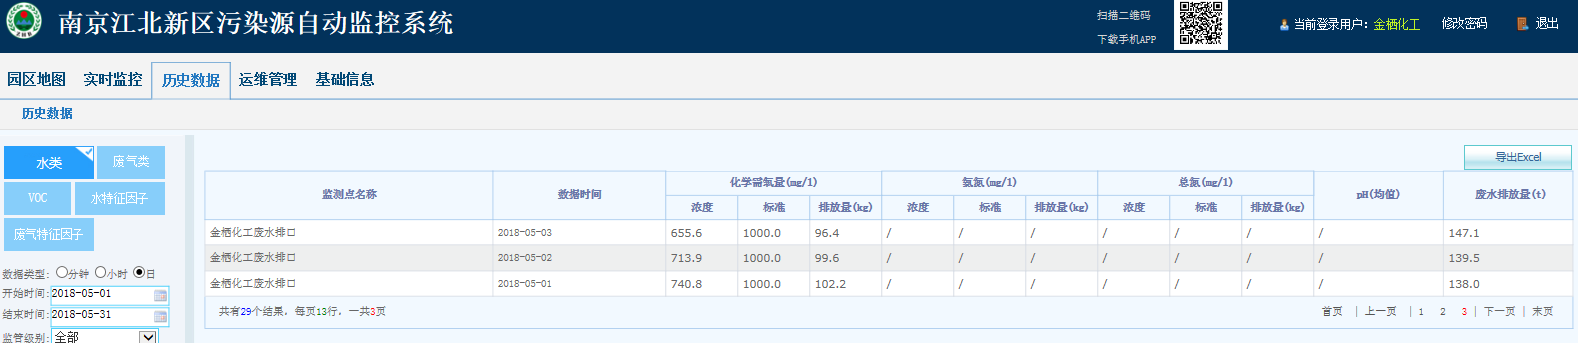 南京江北新区污染源自动监控系统
扫描二维码
下载手机APP
当前登录用户：金栖化工 修改密码 退出
园区地图 实时监控 历史数据 运维管理 基础信息
历史数据
水类 废气类
VOC 水特征因子
废气特征因子
数据类型: 分钟 小时 日
开始时间: 2018-05-01
结束时间: 2018-05-31
监管级别: 全部
导出Excel
监测点名称 数据时间 化学需氧量(mg/l) 氨氮(mg/l) 总氮(mg/l) pH(均值) 废水排放量(t)
浓度 标准 排放量(kg) 浓度 标准 排放量(kg) 浓度 标准 排放量(kg)
金栖化工废水排口 2018-05-03 655.6 1000.0 96.4 / / / / / / / 147.1
金栖化工废水排口 2018-05-02 713.9 1000.0 99.6 / / / / / / / 139.5
金栖化工废水排口 2018-05-01 740.8 1000.0 102.2 / / / / / / / 138.0
共有29个结果，每页13行，一共3页
首页 | 上一页 | 1 2 3 | 下一页 | 末页